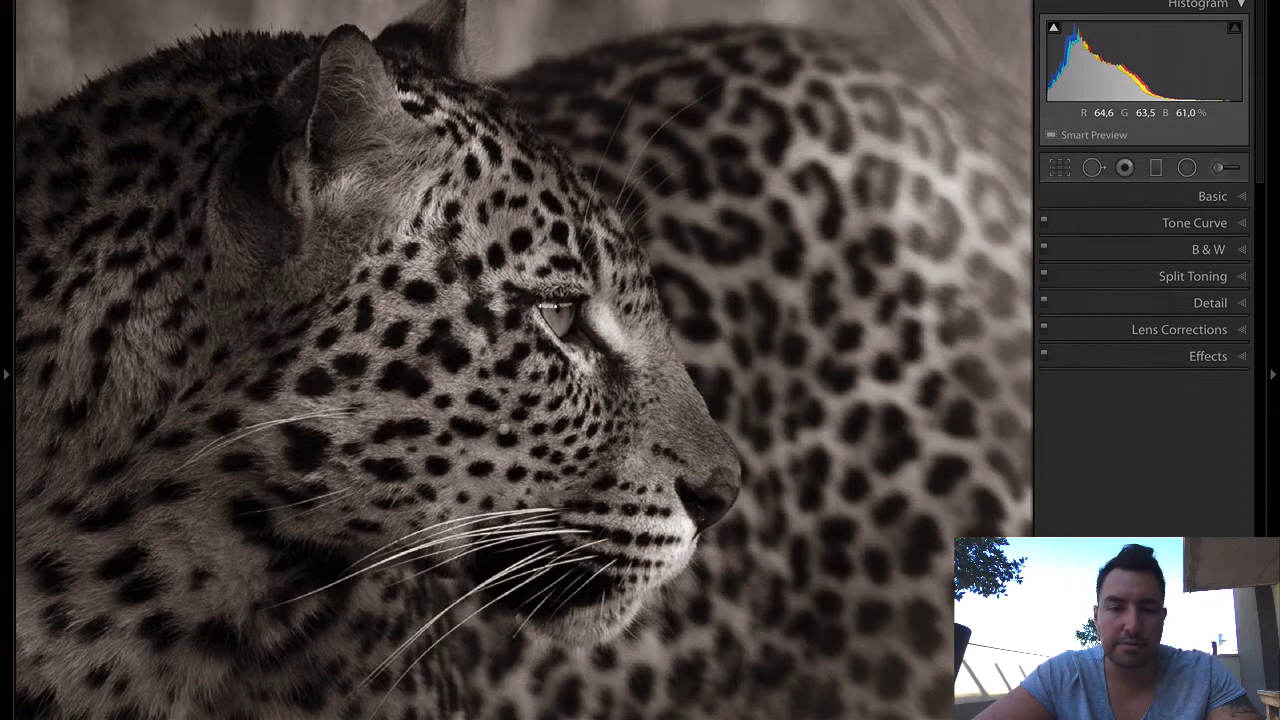 Histogram
R 64,6 G 63,5 B 61,0 %
Smart Preview
Basic
Tone Curve
B & W
Split Toning
Detail
Lens Corrections
Effects